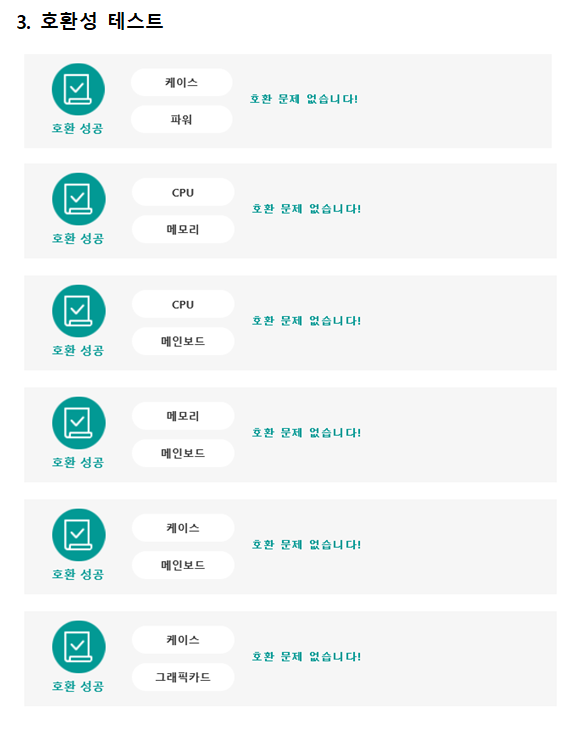 3. 호환성 테스트
케이스
호환 문제 없습니다!
파워
호환 성공
CPU
호환 문제 없습니다!
메모리
호환 성공
CPU
호환 문제 없습니다!
메인보드
호환 성공
메모리
호환 문제 없습니다!
메인보드
호환 성공
케이스
호환 문제 없습니다!
메인보드
호환 성공
케이스
호환 문제 없습니다!
그래픽카드
호환 성공